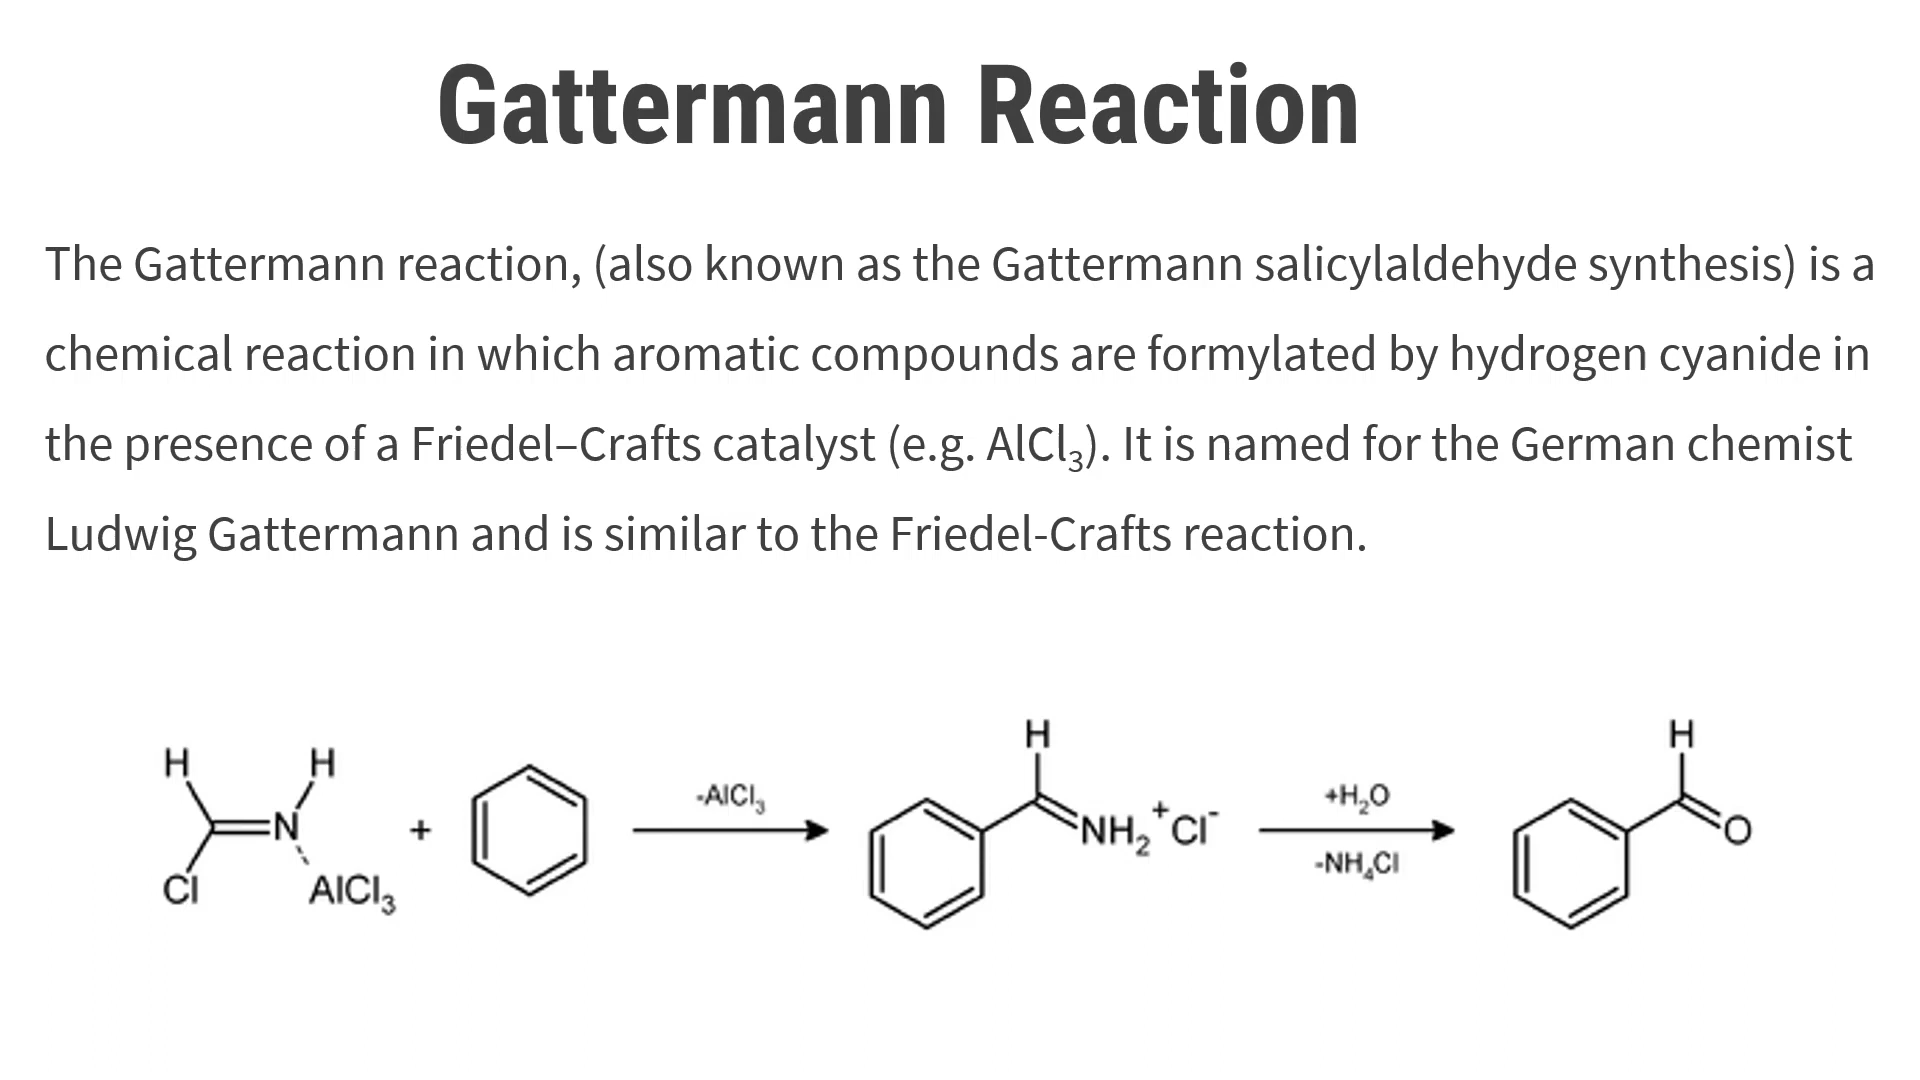 Gattermann Reaction
The Gattermann reaction, (also known as the Gattermann salicylaldehyde synthesis) is a
chemical reaction in which aromatic compounds are formylated by hydrogen cyanide in
the presence of a Friedel–Crafts catalyst (e.g. AlCl₃). It is named for the German chemist
Ludwig Gattermann and is similar to the Friedel-Crafts reaction.
H H
Cl N AlCl₃
+
-AlCl₃
H
NH₂⁺Cl⁻
+H₂O
-NH₄Cl
H
O